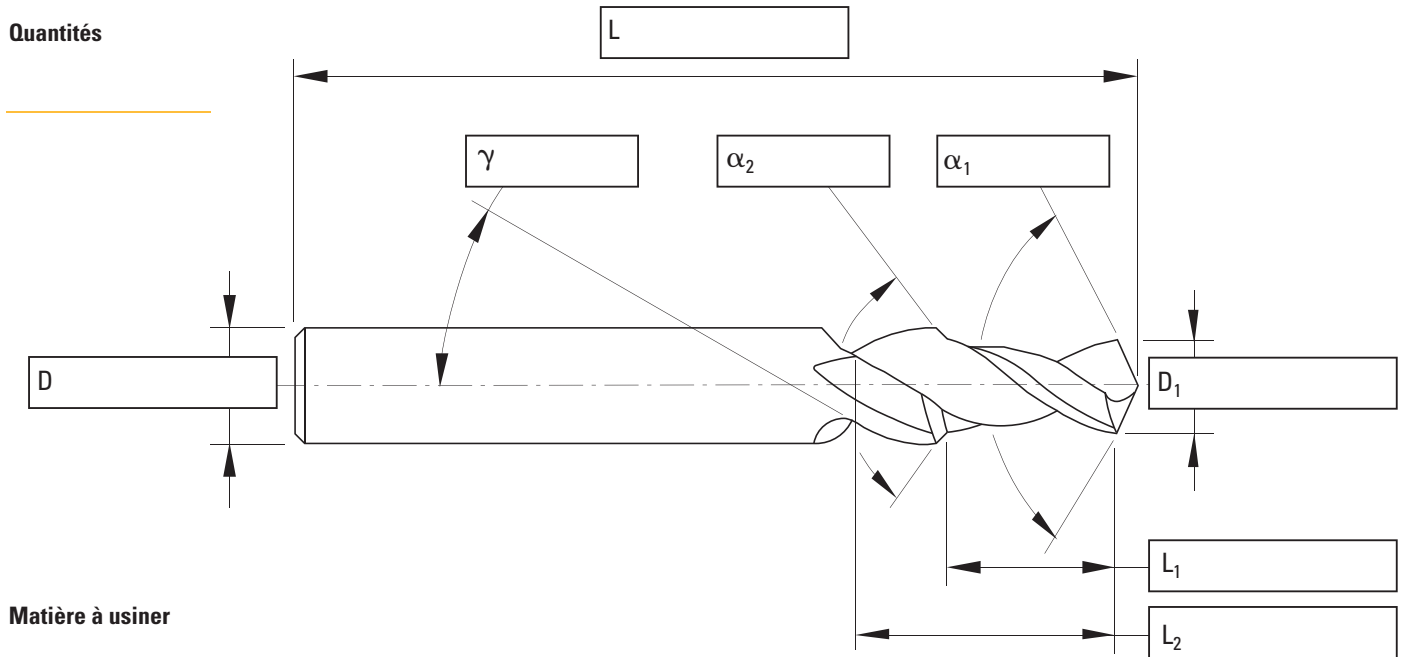 Quantités
L
γ
α₂
α₁
D
D₁
L₁
Matière à usiner
L₂